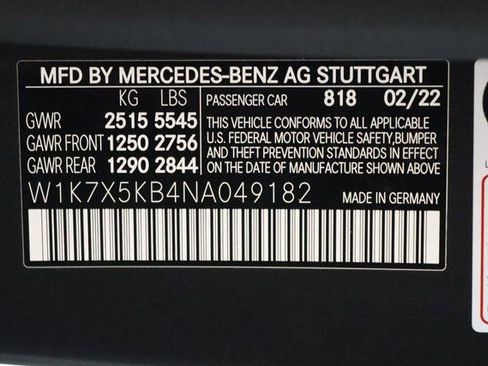 MFD BY MERCEDES-BENZ AG STUTTGART
KG LBS PASSENGER CAR 818 02/22
GVWR 2515 5545
GAWR FRONT 1250 2756
GAWR REAR 1290 2844
THIS VEHICLE CONFORMS TO ALL APPLICABLE
U.S. FEDERAL MOTOR VEHICLE SAFETY,BUMPER
AND THEFT PREVENTION STANDARDS IN EFFECT
ON THE DATE OF MANUFACTURE SHOWN ABOVE
W1K7X5KB4NA049182 MADE IN GERMANY